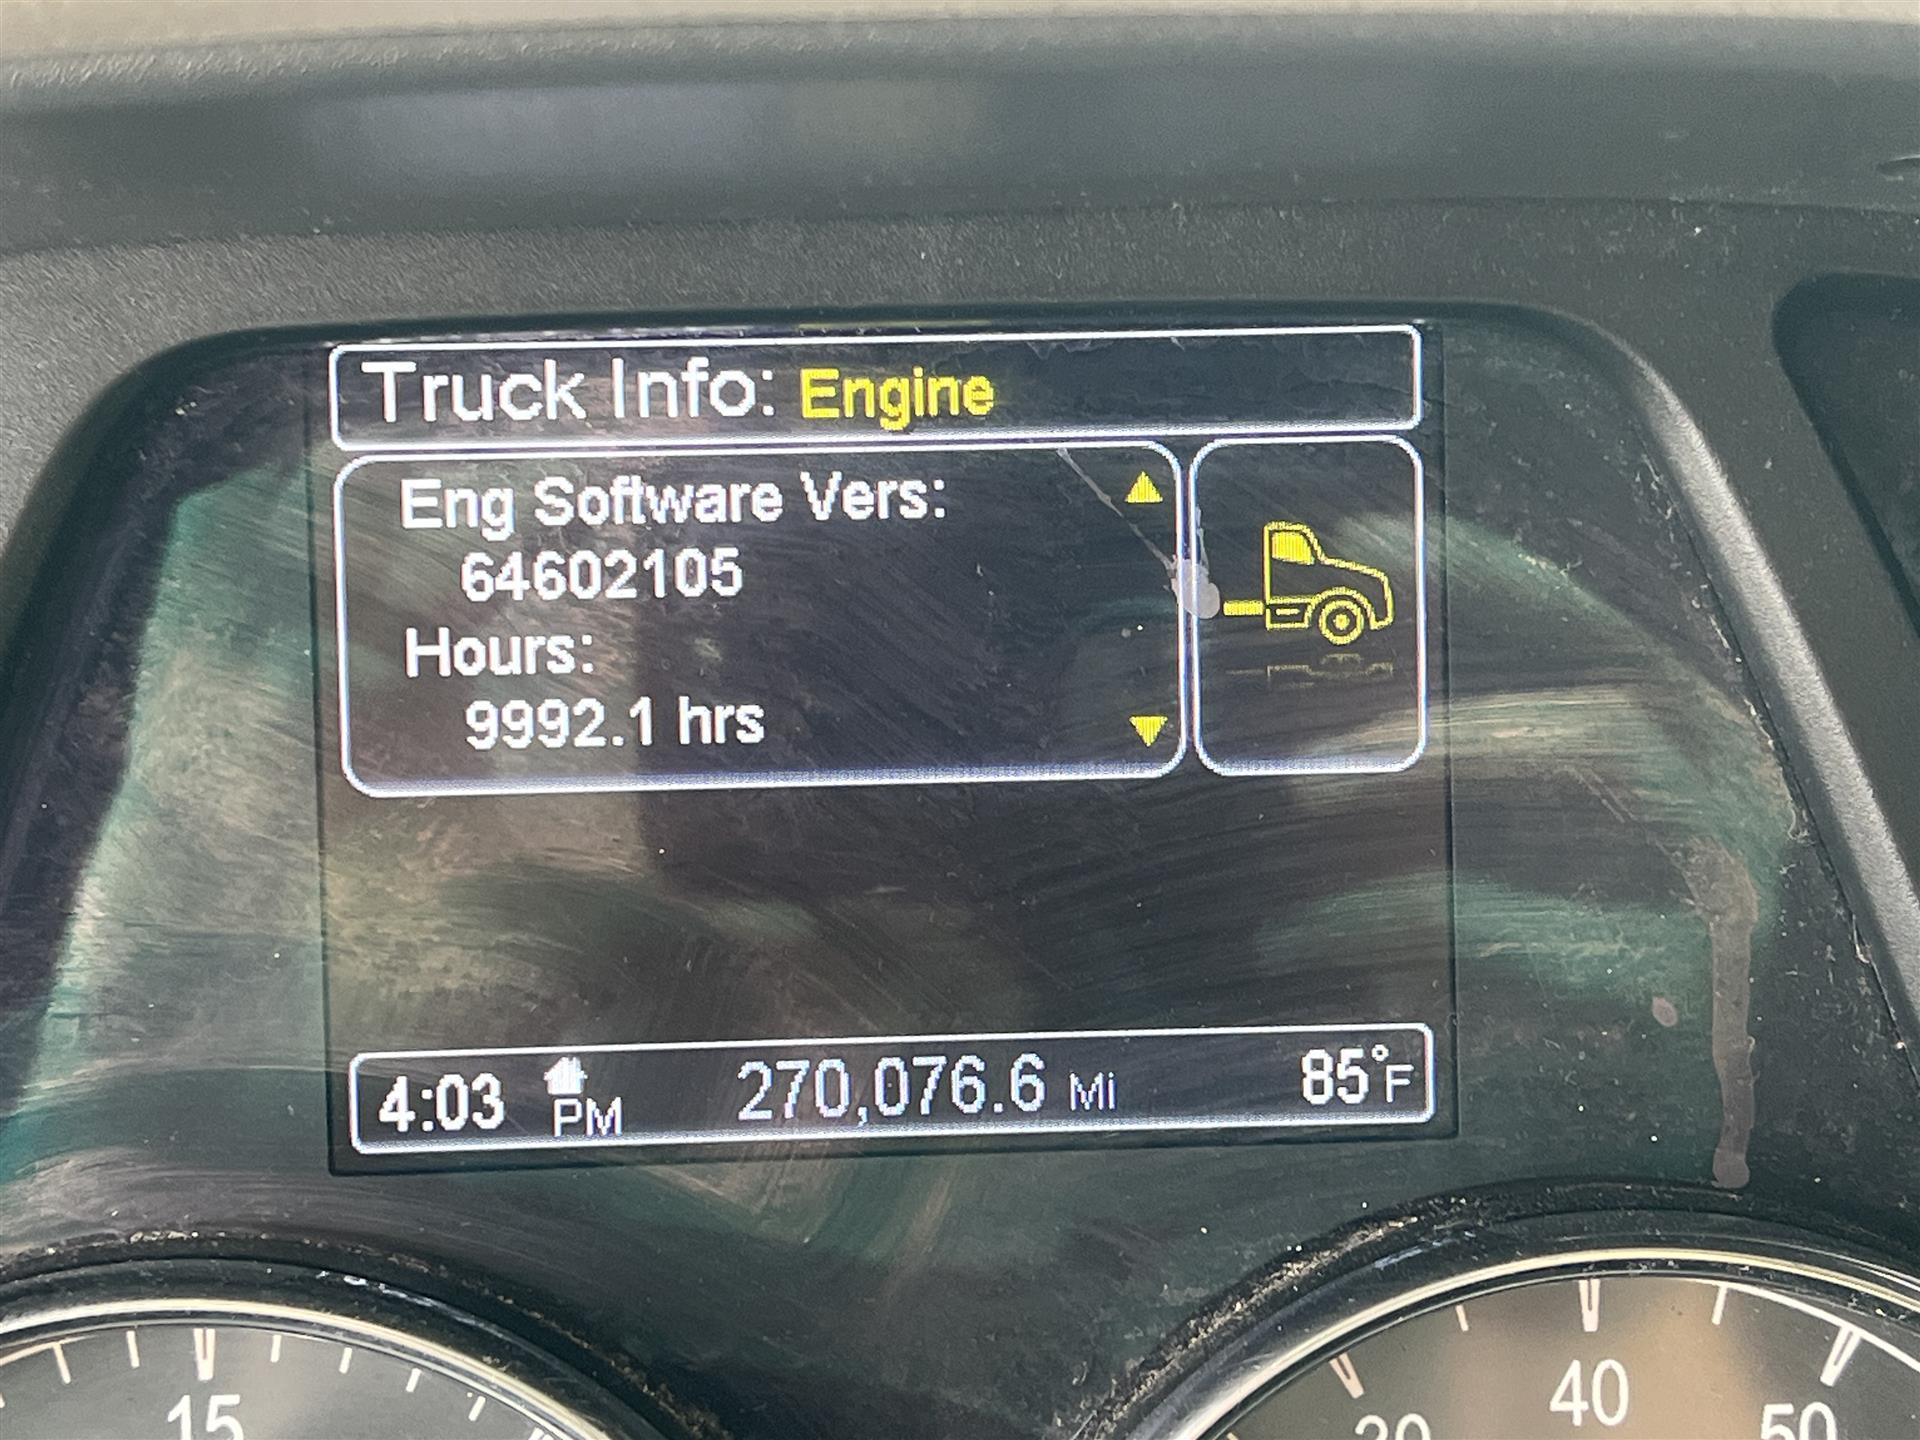 Truck Info: Engine
Eng Software Vers:
64602105
Hours:
9992.1 hrs
4:03 PM 270,076.6 Mi 85°F
15
40
50